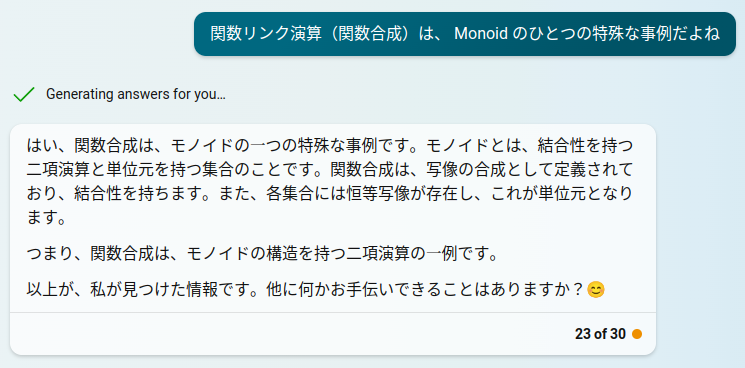 関数リンク演算（関数合成）は、 Monoid のひとつの特殊な事例だよね
Generating answers for you…
はい、関数合成は、モノイドの一つの特殊な事例です。モノイドとは、結合性を持つ
二項演算と単位元を持つ集合のことです。関数合成は、写像の合成として定義されて
おり、結合性を持ちます。また、各集合には恒等写像が存在し、これが単位元となり
ます。
つまり、関数合成は、モノイドの構造を持つ二項演算の一例です。
以上が、私が見つけた情報です。他に何かお手伝いできることはありますか？😊
23 of 30